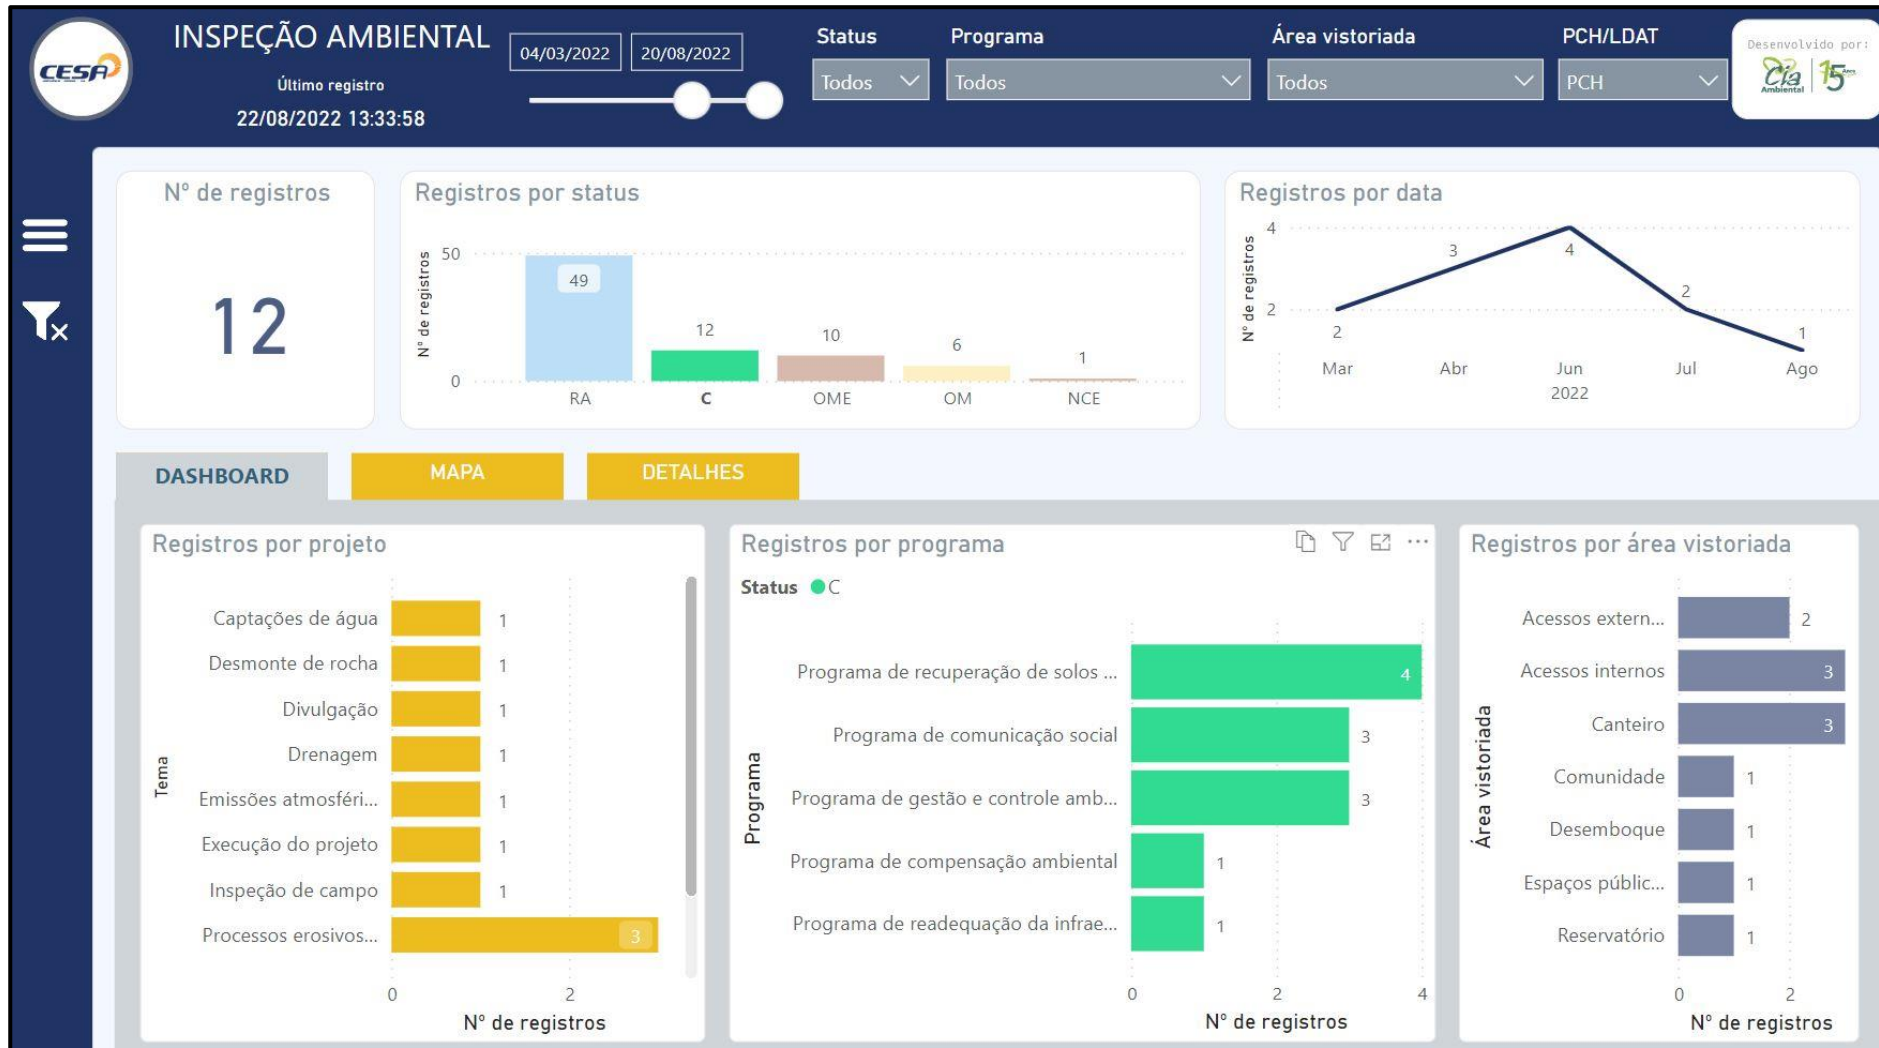 CESA
INSPEÇÃO AMBIENTAL
Último registro
22/08/2022 13:33:58
04/03/2022
20/08/2022
Status
Todos
Programa
Todos
Área vistoriada
Todos
PCH/LDAT
PCH
Desenvolvido por:
Cia
Ambiental
15
Nº de registros
12
Registros por status
Nº de registros
50
0
49
12
10
6
1
RA
C
OME
OM
NCE
Registros por data
Nº de registros
4
2
2
3
4
2
1
Mar
Abr
Jun
Jul
Ago
2022
DASHBOARD
MAPA
DETALHES
Registros por projeto
Tema
Captações de água
1
Desmonte de rocha
1
Divulgação
1
Drenagem
1
Emissões atmosféri...
1
Execução do projeto
1
Inspeção de campo
1
Processos erosivos...
3
0
2
Nº de registros
Registros por programa
Status
C
Programa
Programa de recuperação de solos ...
4
Programa de comunicação social
3
Programa de gestão e controle amb...
3
Programa de compensação ambiental
1
Programa de readequação da infrae...
1
0
2
4
Nº de registros
Registros por área vistoriada
Área vistoriada
Acessos extern...
2
Acessos internos
3
Canteiro
3
Comunidade
1
Desemboque
1
Espaços públic...
1
Reservatório
1
0
2
Nº de registros